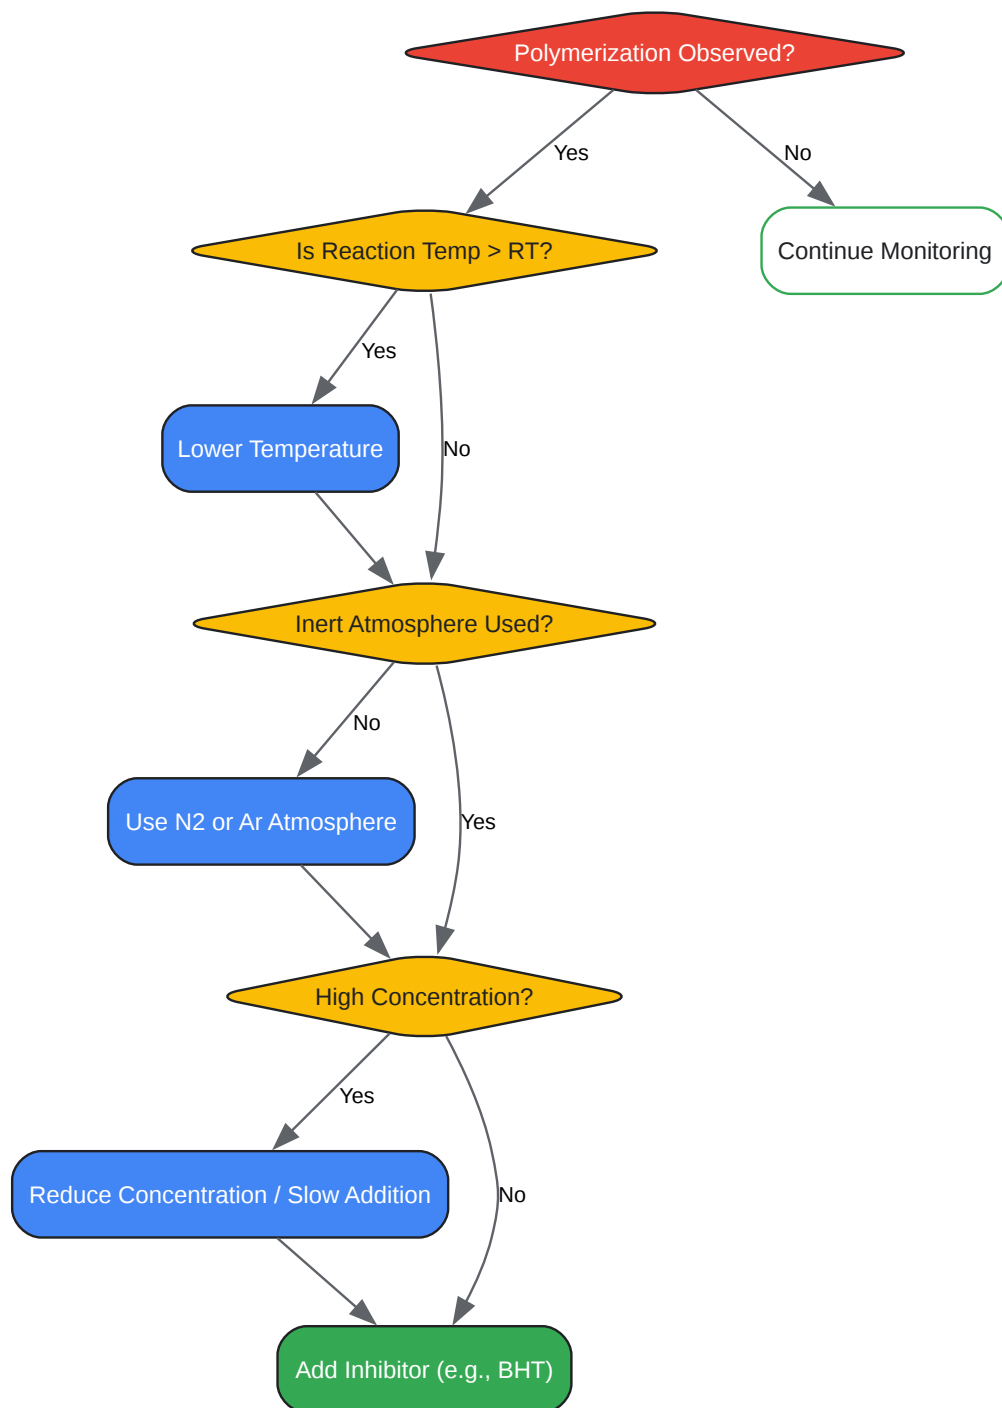 Polymerization Observed?
Yes
No
Is Reaction Temp > RT?
Continue Monitoring
Yes
Lower Temperature
No
Inert Atmosphere Used?
No
Use N2 or Ar Atmosphere
Yes
High Concentration?
Yes
Reduce Concentration / Slow Addition
No
Add Inhibitor (e.g., BHT)